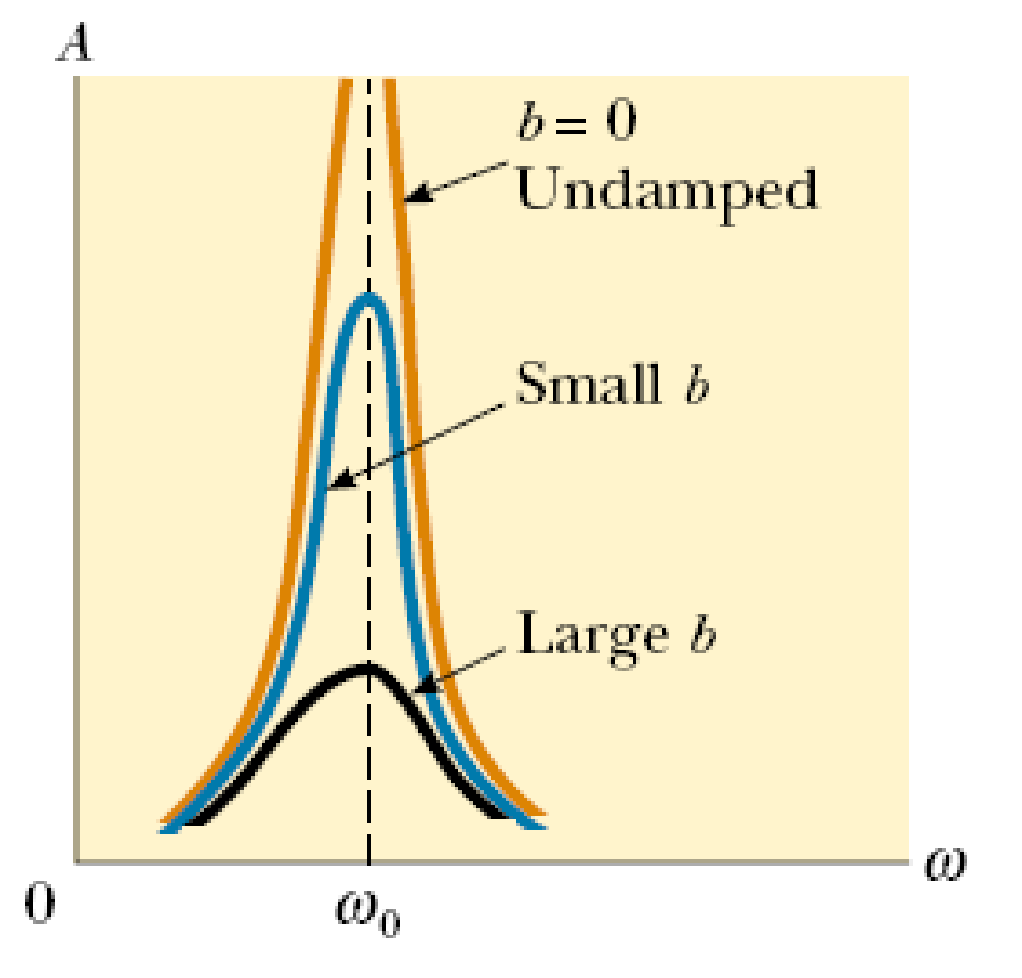 A
b = 0
Undamped
Small b
Large b
ω
0
ω₀